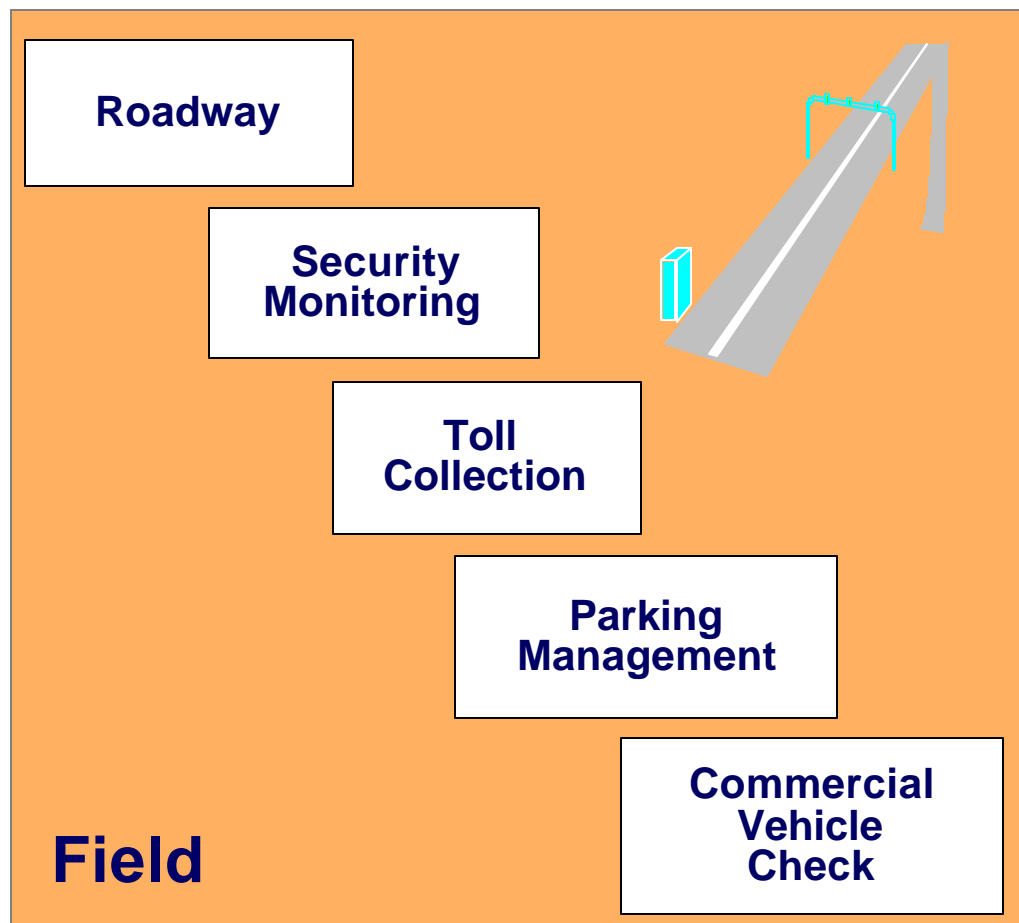 Roadway
Security
Monitoring
Toll
Collection
Parking
Management
Commercial
Vehicle
Check
Field